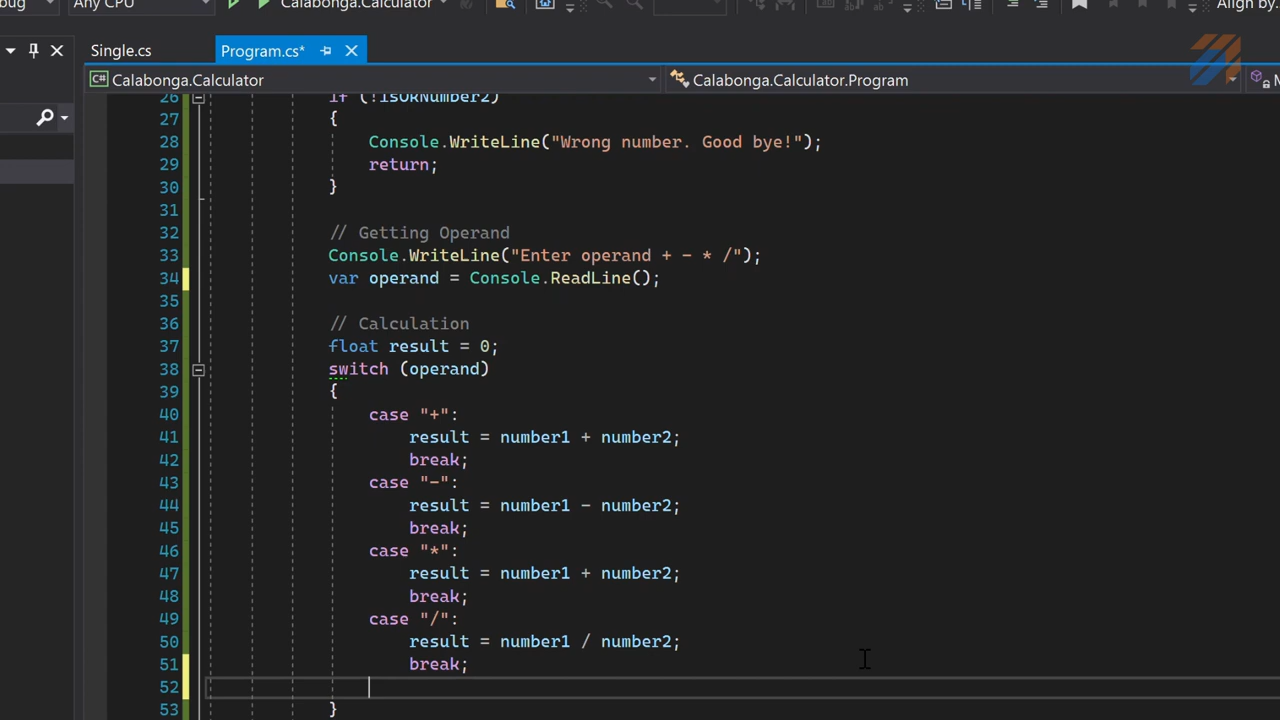 bug
Any CPU
Calabonga.Calculator
Align by.
Single.cs
Program.cs*
C# Calabonga.Calculator
Calabonga.Calculator.Program
26 if (!isOkNumber2)
27 {
28 Console.WriteLine("Wrong number. Good bye!");
29 return;
30 }
31
32 // Getting Operand
33 Console.WriteLine("Enter operand + - * /");
34 var operand = Console.ReadLine();
35
36 // Calculation
37 float result = 0;
38 switch (operand)
39 {
40 case "+":
41 result = number1 + number2;
42 break;
43 case "-":
44 result = number1 - number2;
45 break;
46 case "*":
47 result = number1 + number2;
48 break;
49 case "/":
50 result = number1 / number2;
51 break;
52
53 }